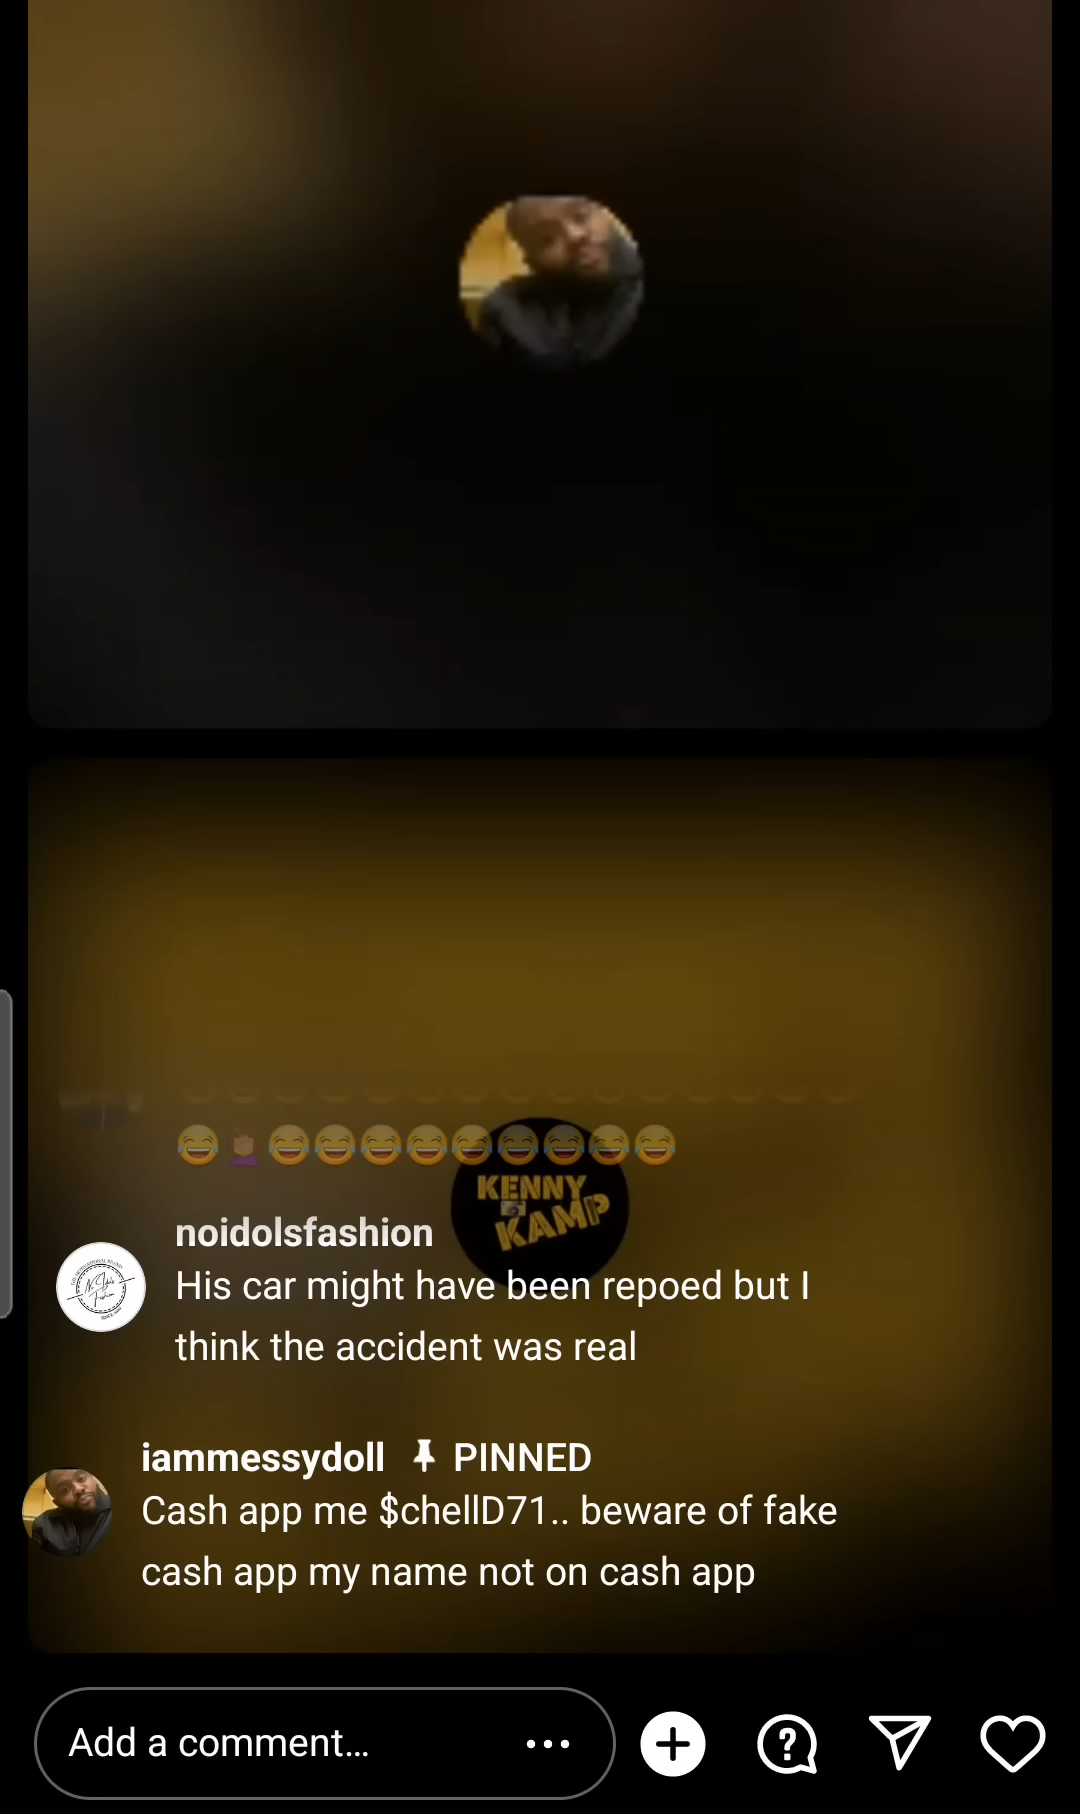 😂🤦🏽‍♀️😂😂😂😂😂😂😂😂😂
KENNY
KAMP
noidolsfashion
His car might have been repoed but I
think the accident was real
iammessydoll PINNED
Cash app me $chellD71.. beware of fake
cash app my name not on cash app
Add a comment...